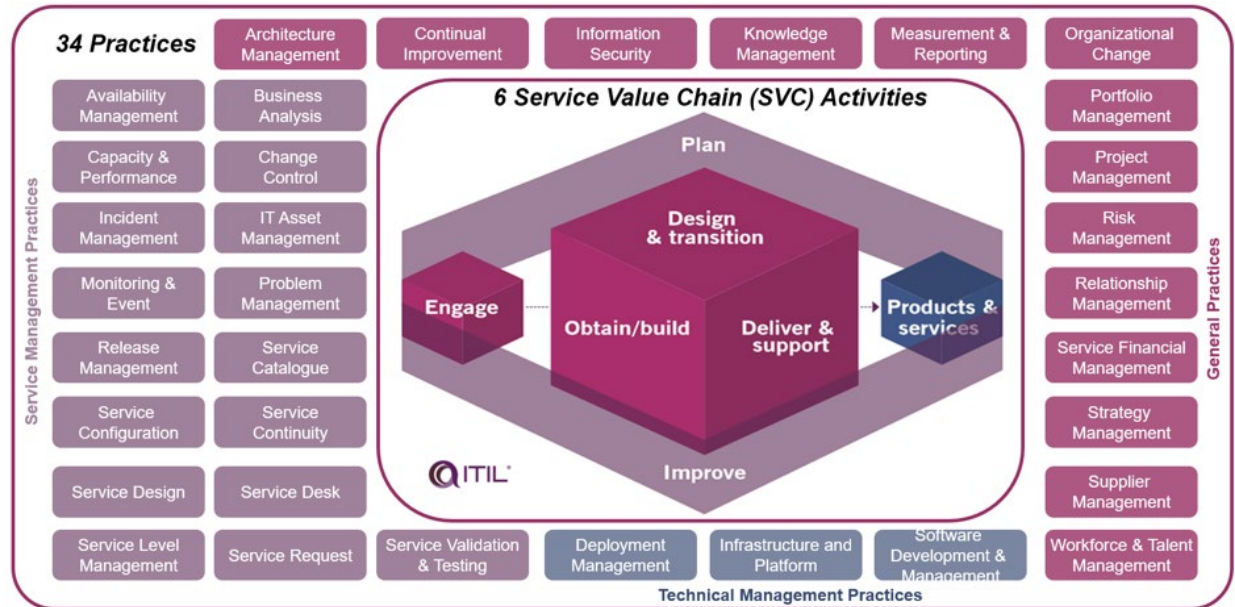 34 Practices
Architecture
Management
Continual
Improvement
Information
Security
Knowledge
Management
Measurement &
Reporting
Organizational
Change
Availability
Management
Business
Analysis
6 Service Value Chain (SVC) Activities
Portfolio
Management
Plan
Capacity &
Performance
Change
Control
Project
Management
Incident
Management
IT Asset
Management
Design
& transition
Risk
Management
Monitoring &
Event
Problem
Management
Engage
Obtain/build
Deliver &
support
Products &
services
Relationship
Management
Release
Management
Service
Catalogue
Service Financial
Management
Service
Configuration
Service
Continuity
Strategy
Management
Improve
ITIL®
Service Design
Service Desk
Supplier
Management
Service Level
Management
Service Request
Service Validation
& Testing
Deployment
Management
Infrastructure and
Platform
Software
Development &
Management
Workforce & Talent
Management
Service Management Practices
General Practices
Technical Management Practices